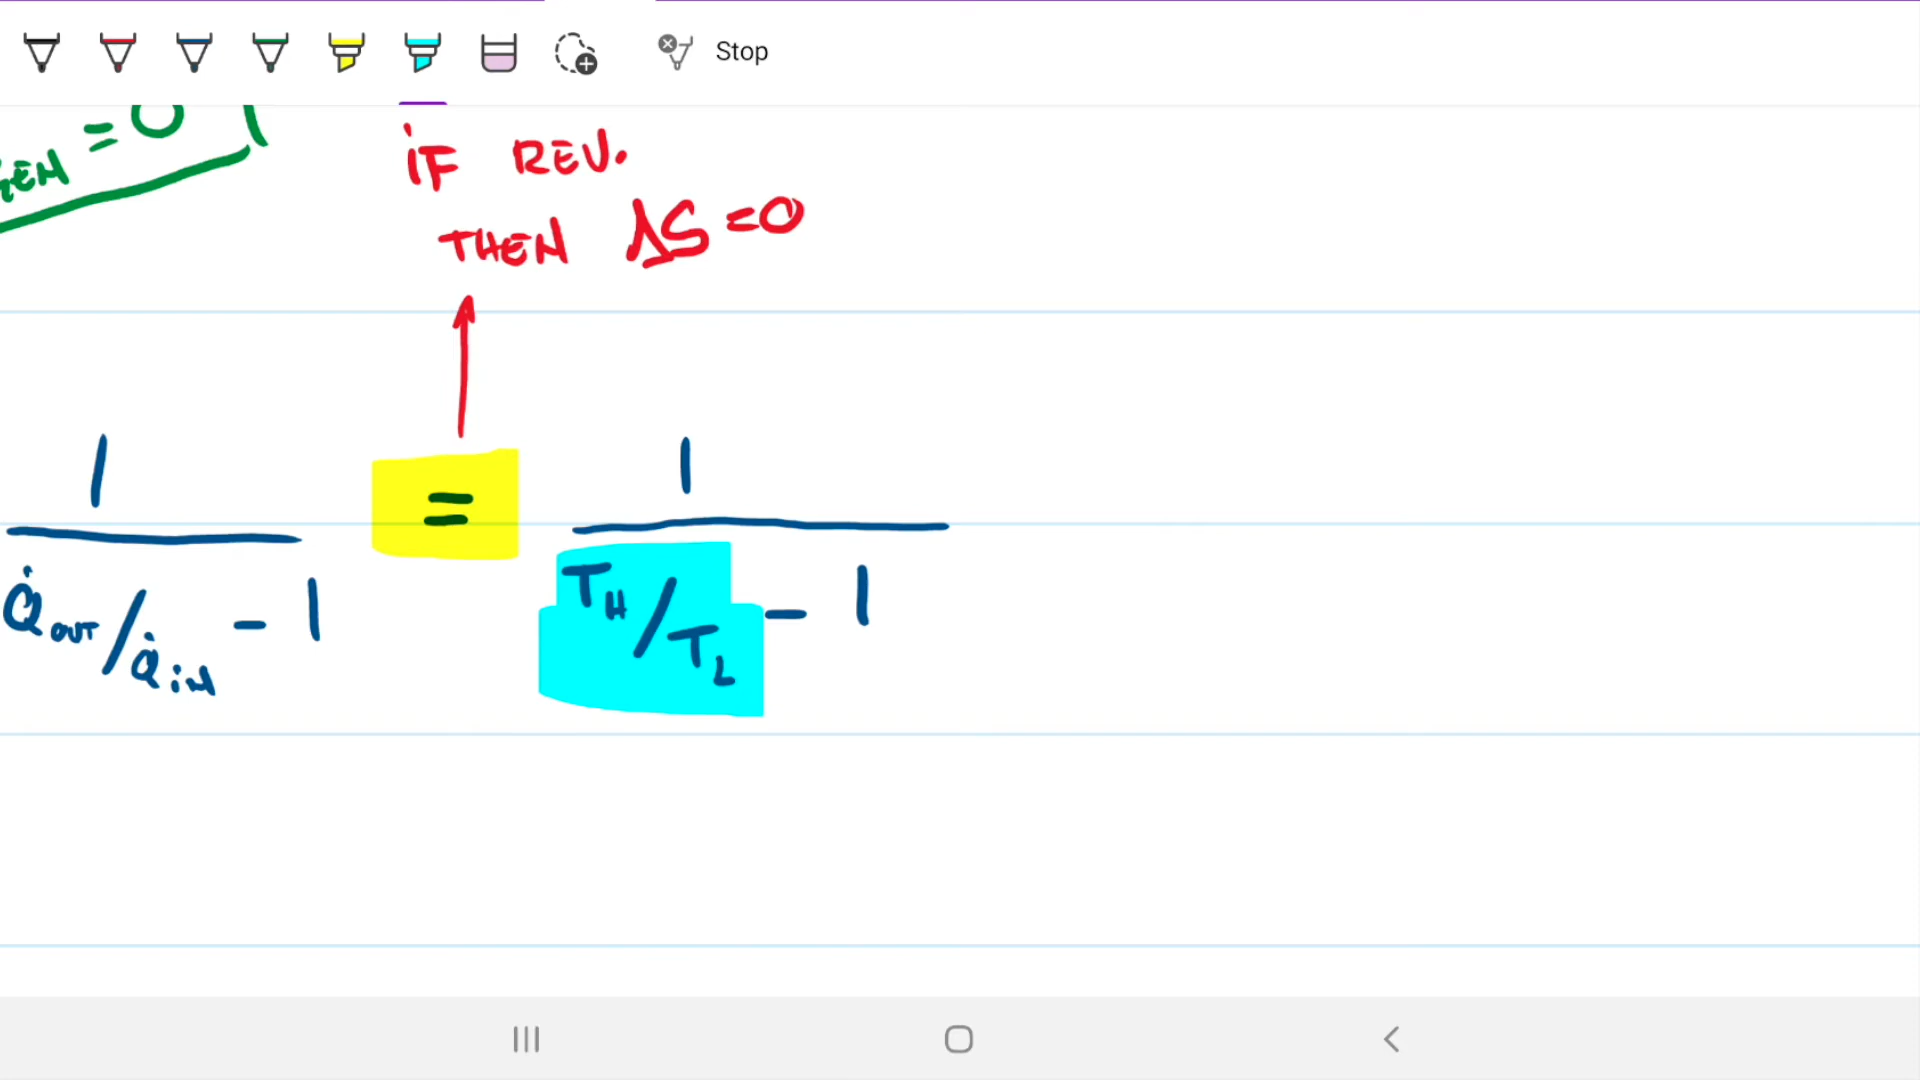 Stop
= 0
IF REV.
THEN ΔS = 0
1 / (Q̇OUT/Q̇iN - 1) = 1 / (TH/TL - 1)